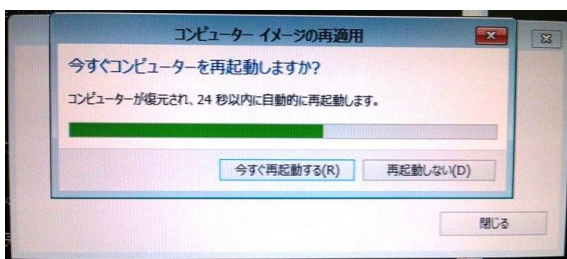 コンピューター イメージの再適用
今すぐコンピューターを再起動しますか?
コンピューターが復元され、24 秒以内に自動的に再起動します。
今すぐ再起動する(R)
再起動しない(D)
閉じる